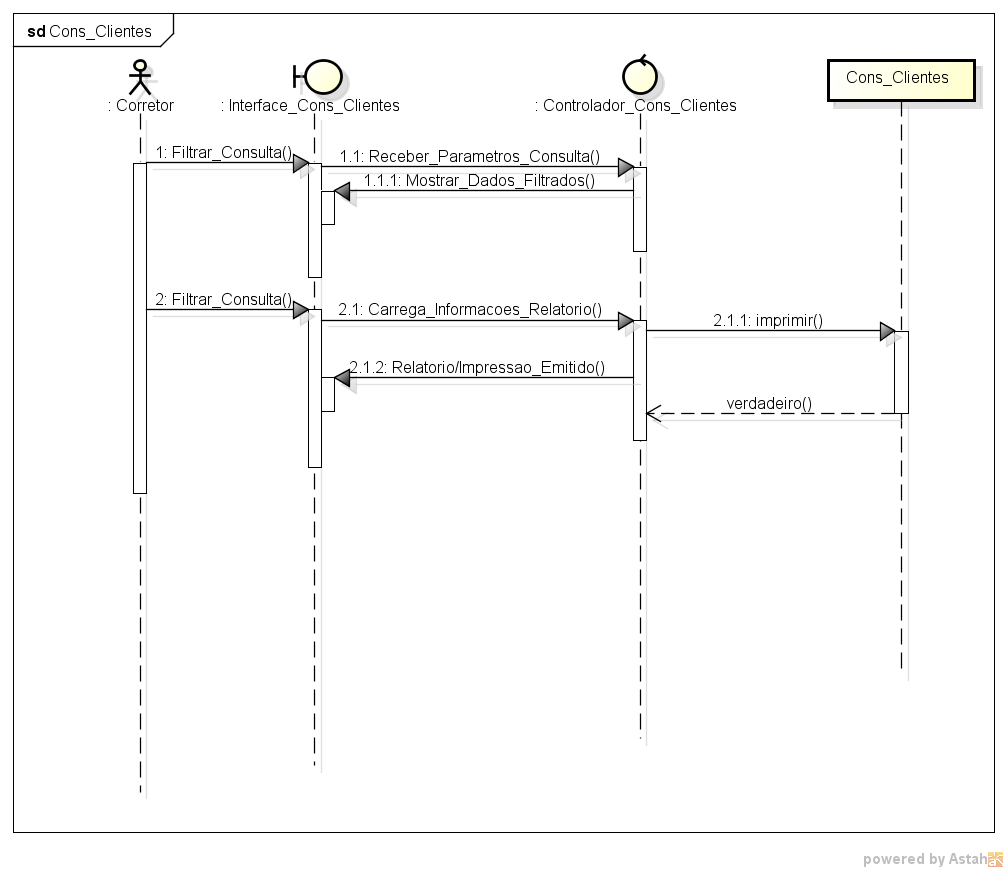 sd Cons_Clientes
: Corretor
: Interface_Cons_Clientes
: Controlador_Cons_Clientes
Cons_Clientes
1: Filtrar_Consulta()
1.1: Receber_Parametros_Consulta()
1.1.1: Mostrar_Dados_Filtrados()
2: Filtrar_Consulta()
2.1: Carrega_Informacoes_Relatorio()
2.1.1: imprimir()
2.1.2: Relatorio/Impressao_Emitido()
verdadeiro()
powered by Astah